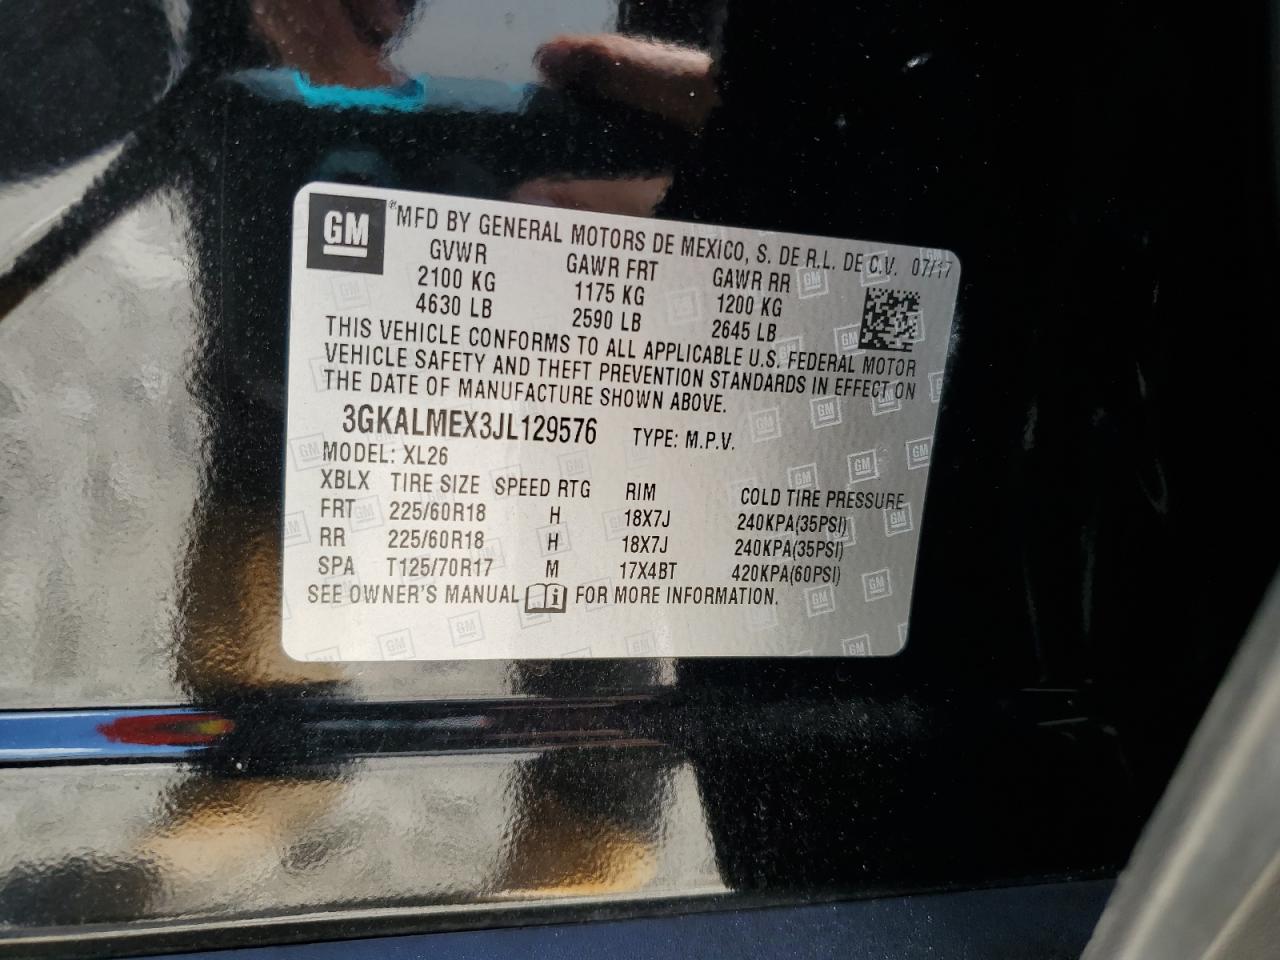 GM ® MFD BY GENERAL MOTORS DE MEXICO, S. DE R.L. DE C.V. 07/17
GVWR GAWR FRT GAWR RR
2100 KG 1175 KG 1200 KG
4630 LB 2590 LB 2645 LB
THIS VEHICLE CONFORMS TO ALL APPLICABLE U.S. FEDERAL MOTOR
VEHICLE SAFETY AND THEFT PREVENTION STANDARDS IN EFFECT ON
THE DATE OF MANUFACTURE SHOWN ABOVE.
3GKALMEX3JL129576 TYPE: M.P.V.
MODEL: XL26
XBLX TIRE SIZE SPEED RTG RIM COLD TIRE PRESSURE
FRT 225/60R18 H 18X7J 240KPA(35PSI)
RR 225/60R18 H 18X7J 240KPA(35PSI)
SPA T125/70R17 M 17X4BT 420KPA(60PSI)
SEE OWNER'S MANUAL i FOR MORE INFORMATION.